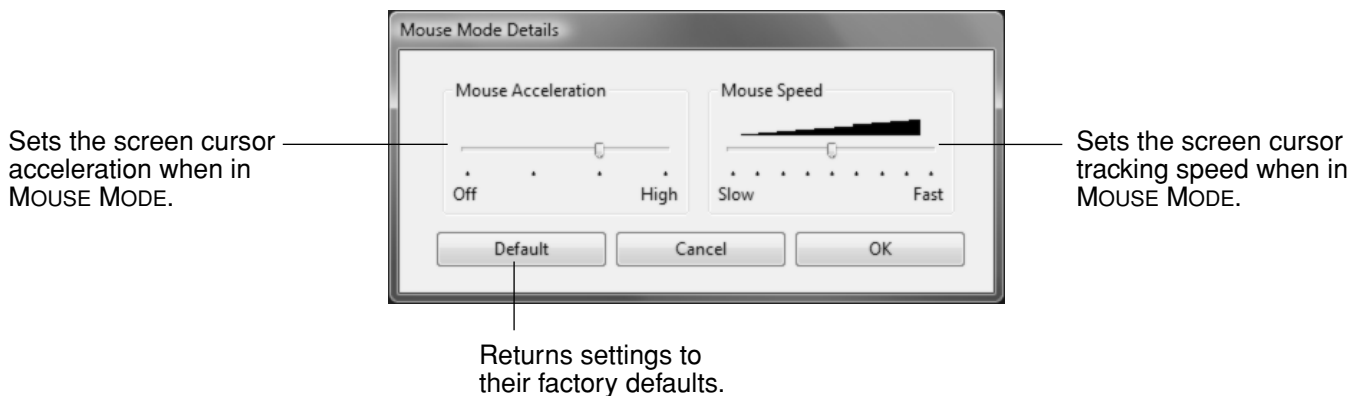 Mouse Mode Details
Mouse Acceleration
Mouse Speed
Off
High
Slow
Fast
Default
Cancel
OK
Sets the screen cursor
acceleration when in
MOUSE MODE.
Sets the screen cursor
tracking speed when in
MOUSE MODE.
Returns settings to
their factory defaults.